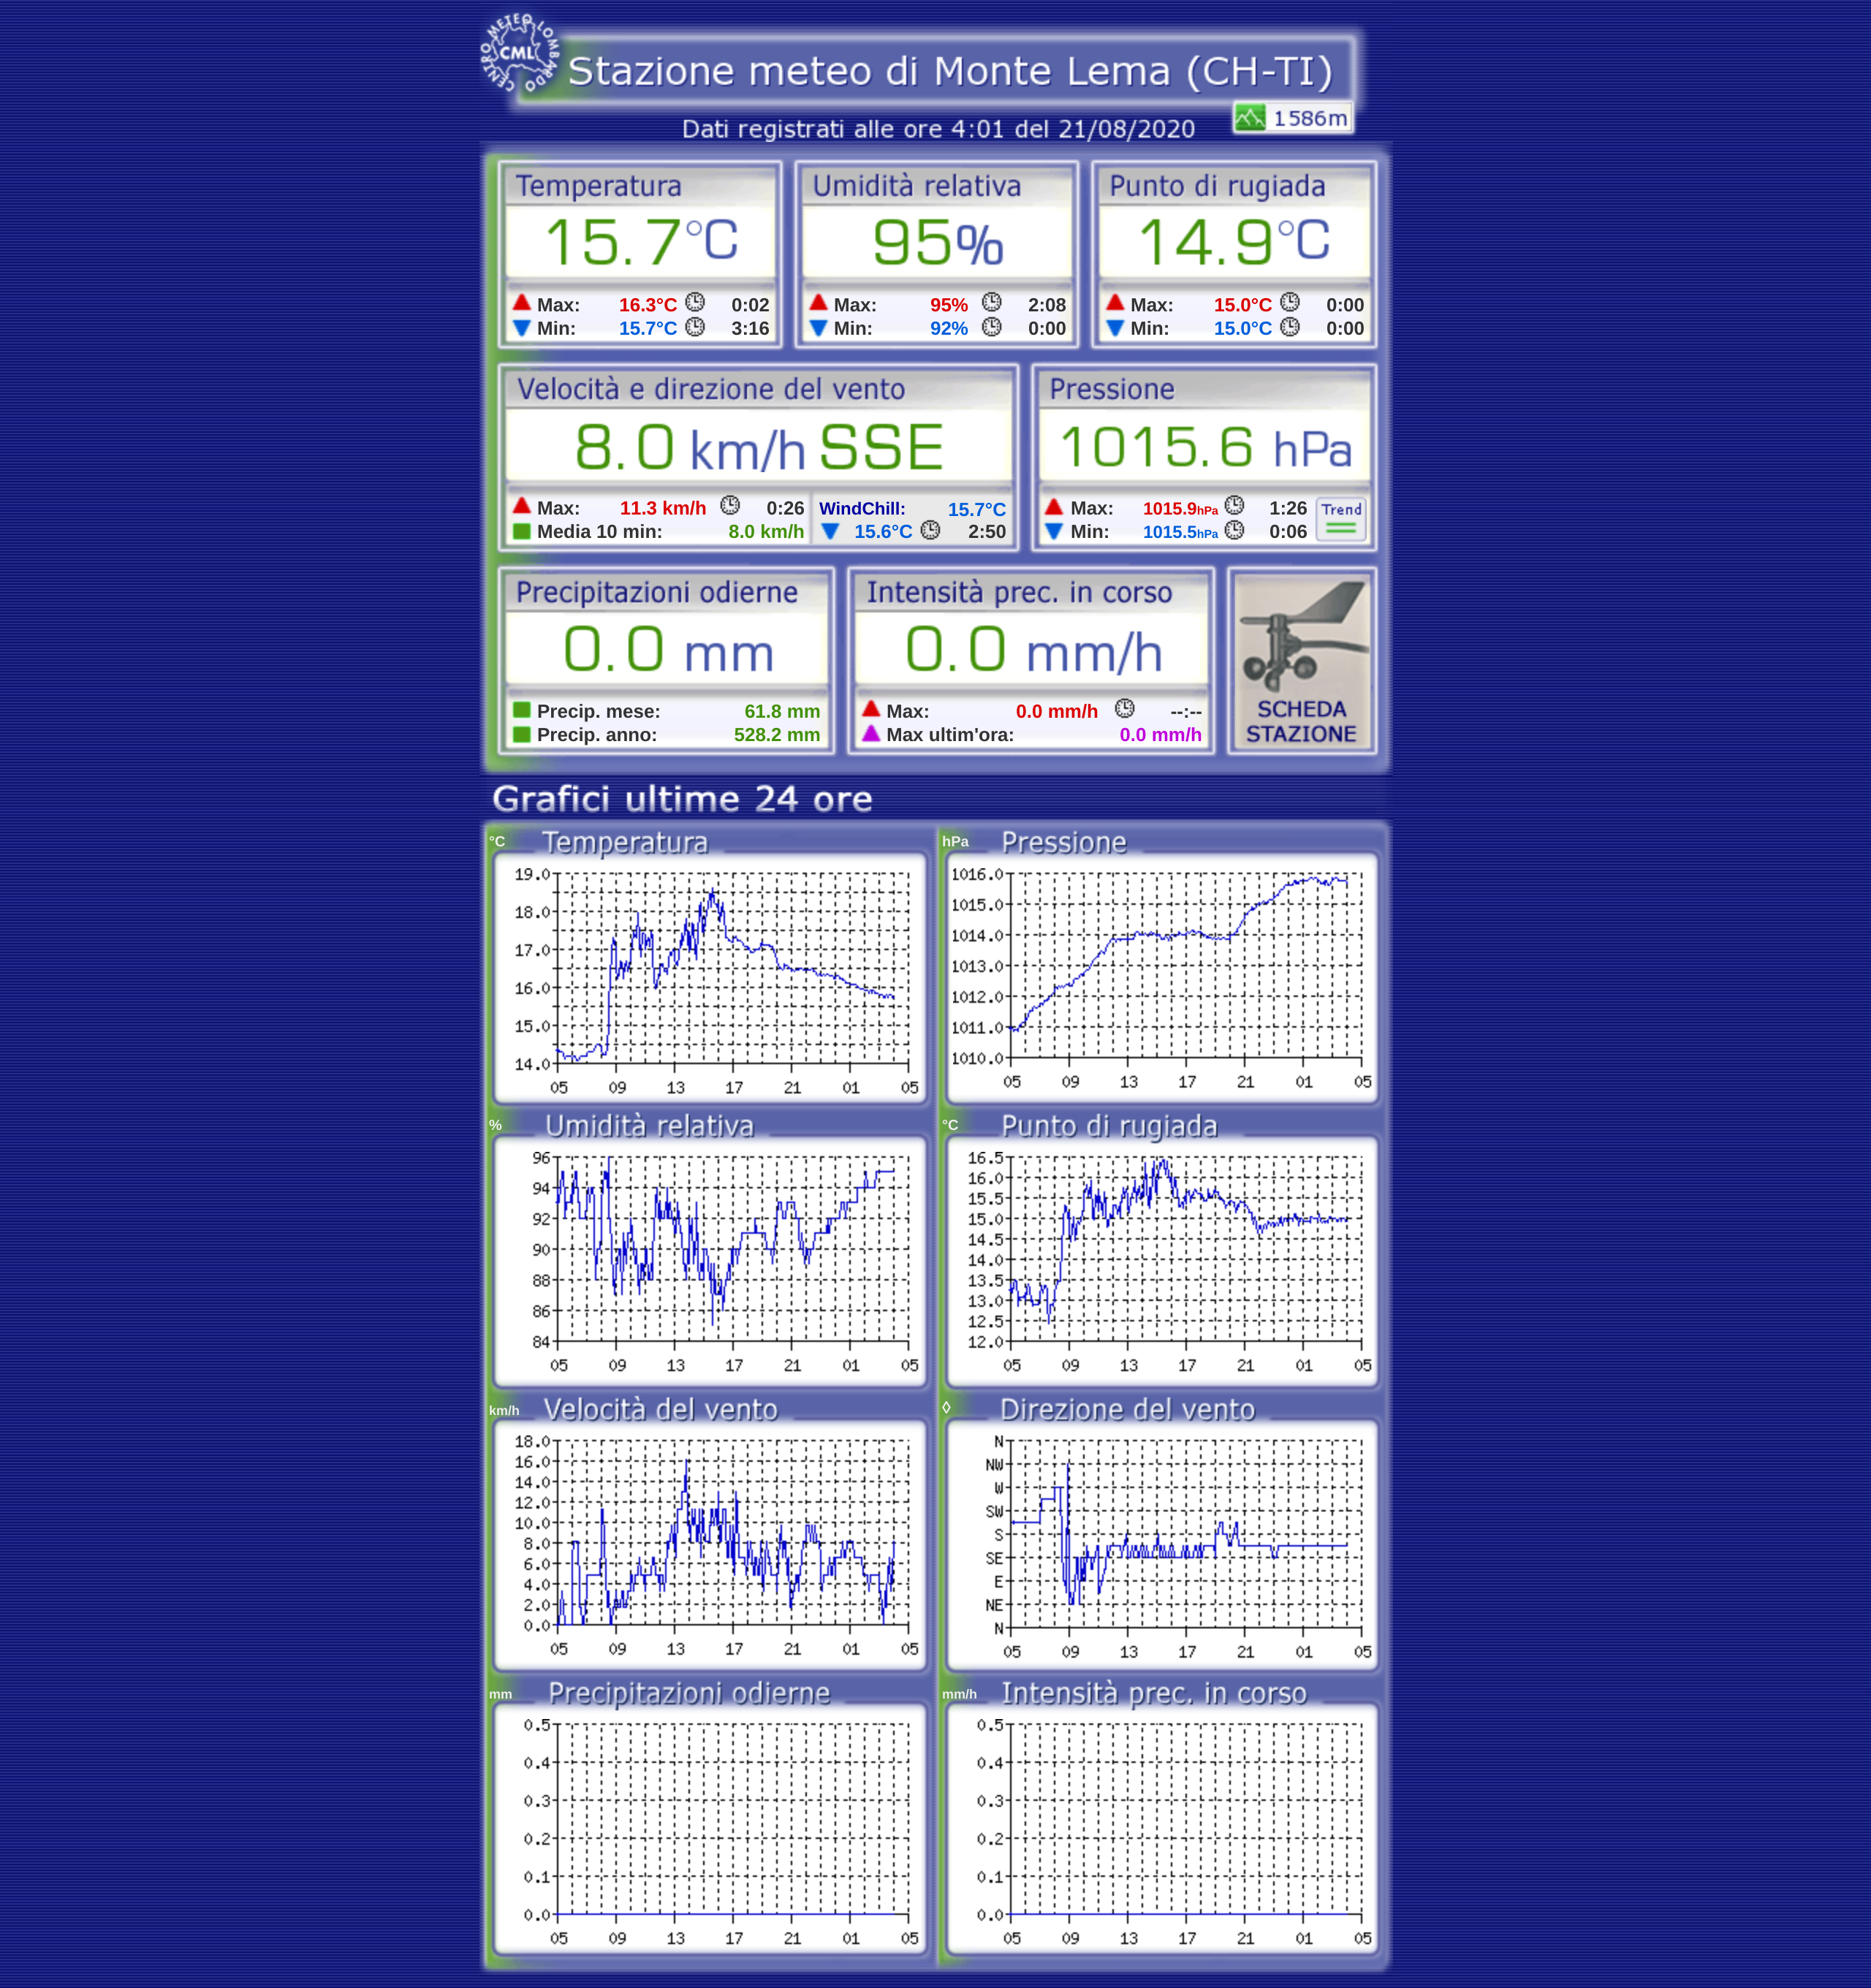 CENTRO METEO LOMBARDO
CML
Stazione meteo di Monte Lema (CH-TI)
1586m
Dati registrati alle ore 4:01 del 21/08/2020
Temperatura Umidità relativa Punto di rugiada
15.7°C 95% 14.9°C
Max: 16.3°C 0:02 Max: 95% 2:08 Max: 15.0°C 0:00
Min: 15.7°C 3:16 Min: 92% 0:00 Min: 15.0°C 0:00
Velocità e direzione del vento Pressione
8.0 km/h SSE 1015.6 hPa
Max: 11.3 km/h 0:26 WindChill: 15.7°C Max: 1015.9hPa 1:26 Trend
Media 10 min: 8.0 km/h 15.6°C 2:50 Min: 1015.5hPa 0:06
Precipitazioni odierne Intensità prec. in corso
0.0 mm 0.0 mm/h
Precip. mese: 61.8 mm Max: 0.0 mm/h --:-- SCHEDA
Precip. anno: 528.2 mm Max ultim'ora: 0.0 mm/h STAZIONE
Grafici ultime 24 ore
°C Temperatura
19.0
18.0
17.0
16.0
15.0
14.0
05 09 13 17 21 01 05
hPa Pressione
1016.0
1015.0
1014.0
1013.0
1012.0
1011.0
1010.0
05 09 13 17 21 01 05
% Umidità relativa
96
94
92
90
88
86
84
05 09 13 17 21 01 05
°C Punto di rugiada
16.5
16.0
15.5
15.0
14.5
14.0
13.5
13.0
12.5
12.0
05 09 13 17 21 01 05
km/h Velocità del vento
18.0
16.0
14.0
12.0
10.0
8.0
6.0
4.0
2.0
0.0
05 09 13 17 21 01 05
◊ Direzione del vento
N
NW
W
SW
S
SE
E
NE
N
05 09 13 17 21 01 05
mm Precipitazioni odierne
0.5
0.4
0.3
0.2
0.1
0.0
05 09 13 17 21 01 05
mm/h Intensità prec. in corso
0.5
0.4
0.3
0.2
0.1
0.0
05 09 13 17 21 01 05